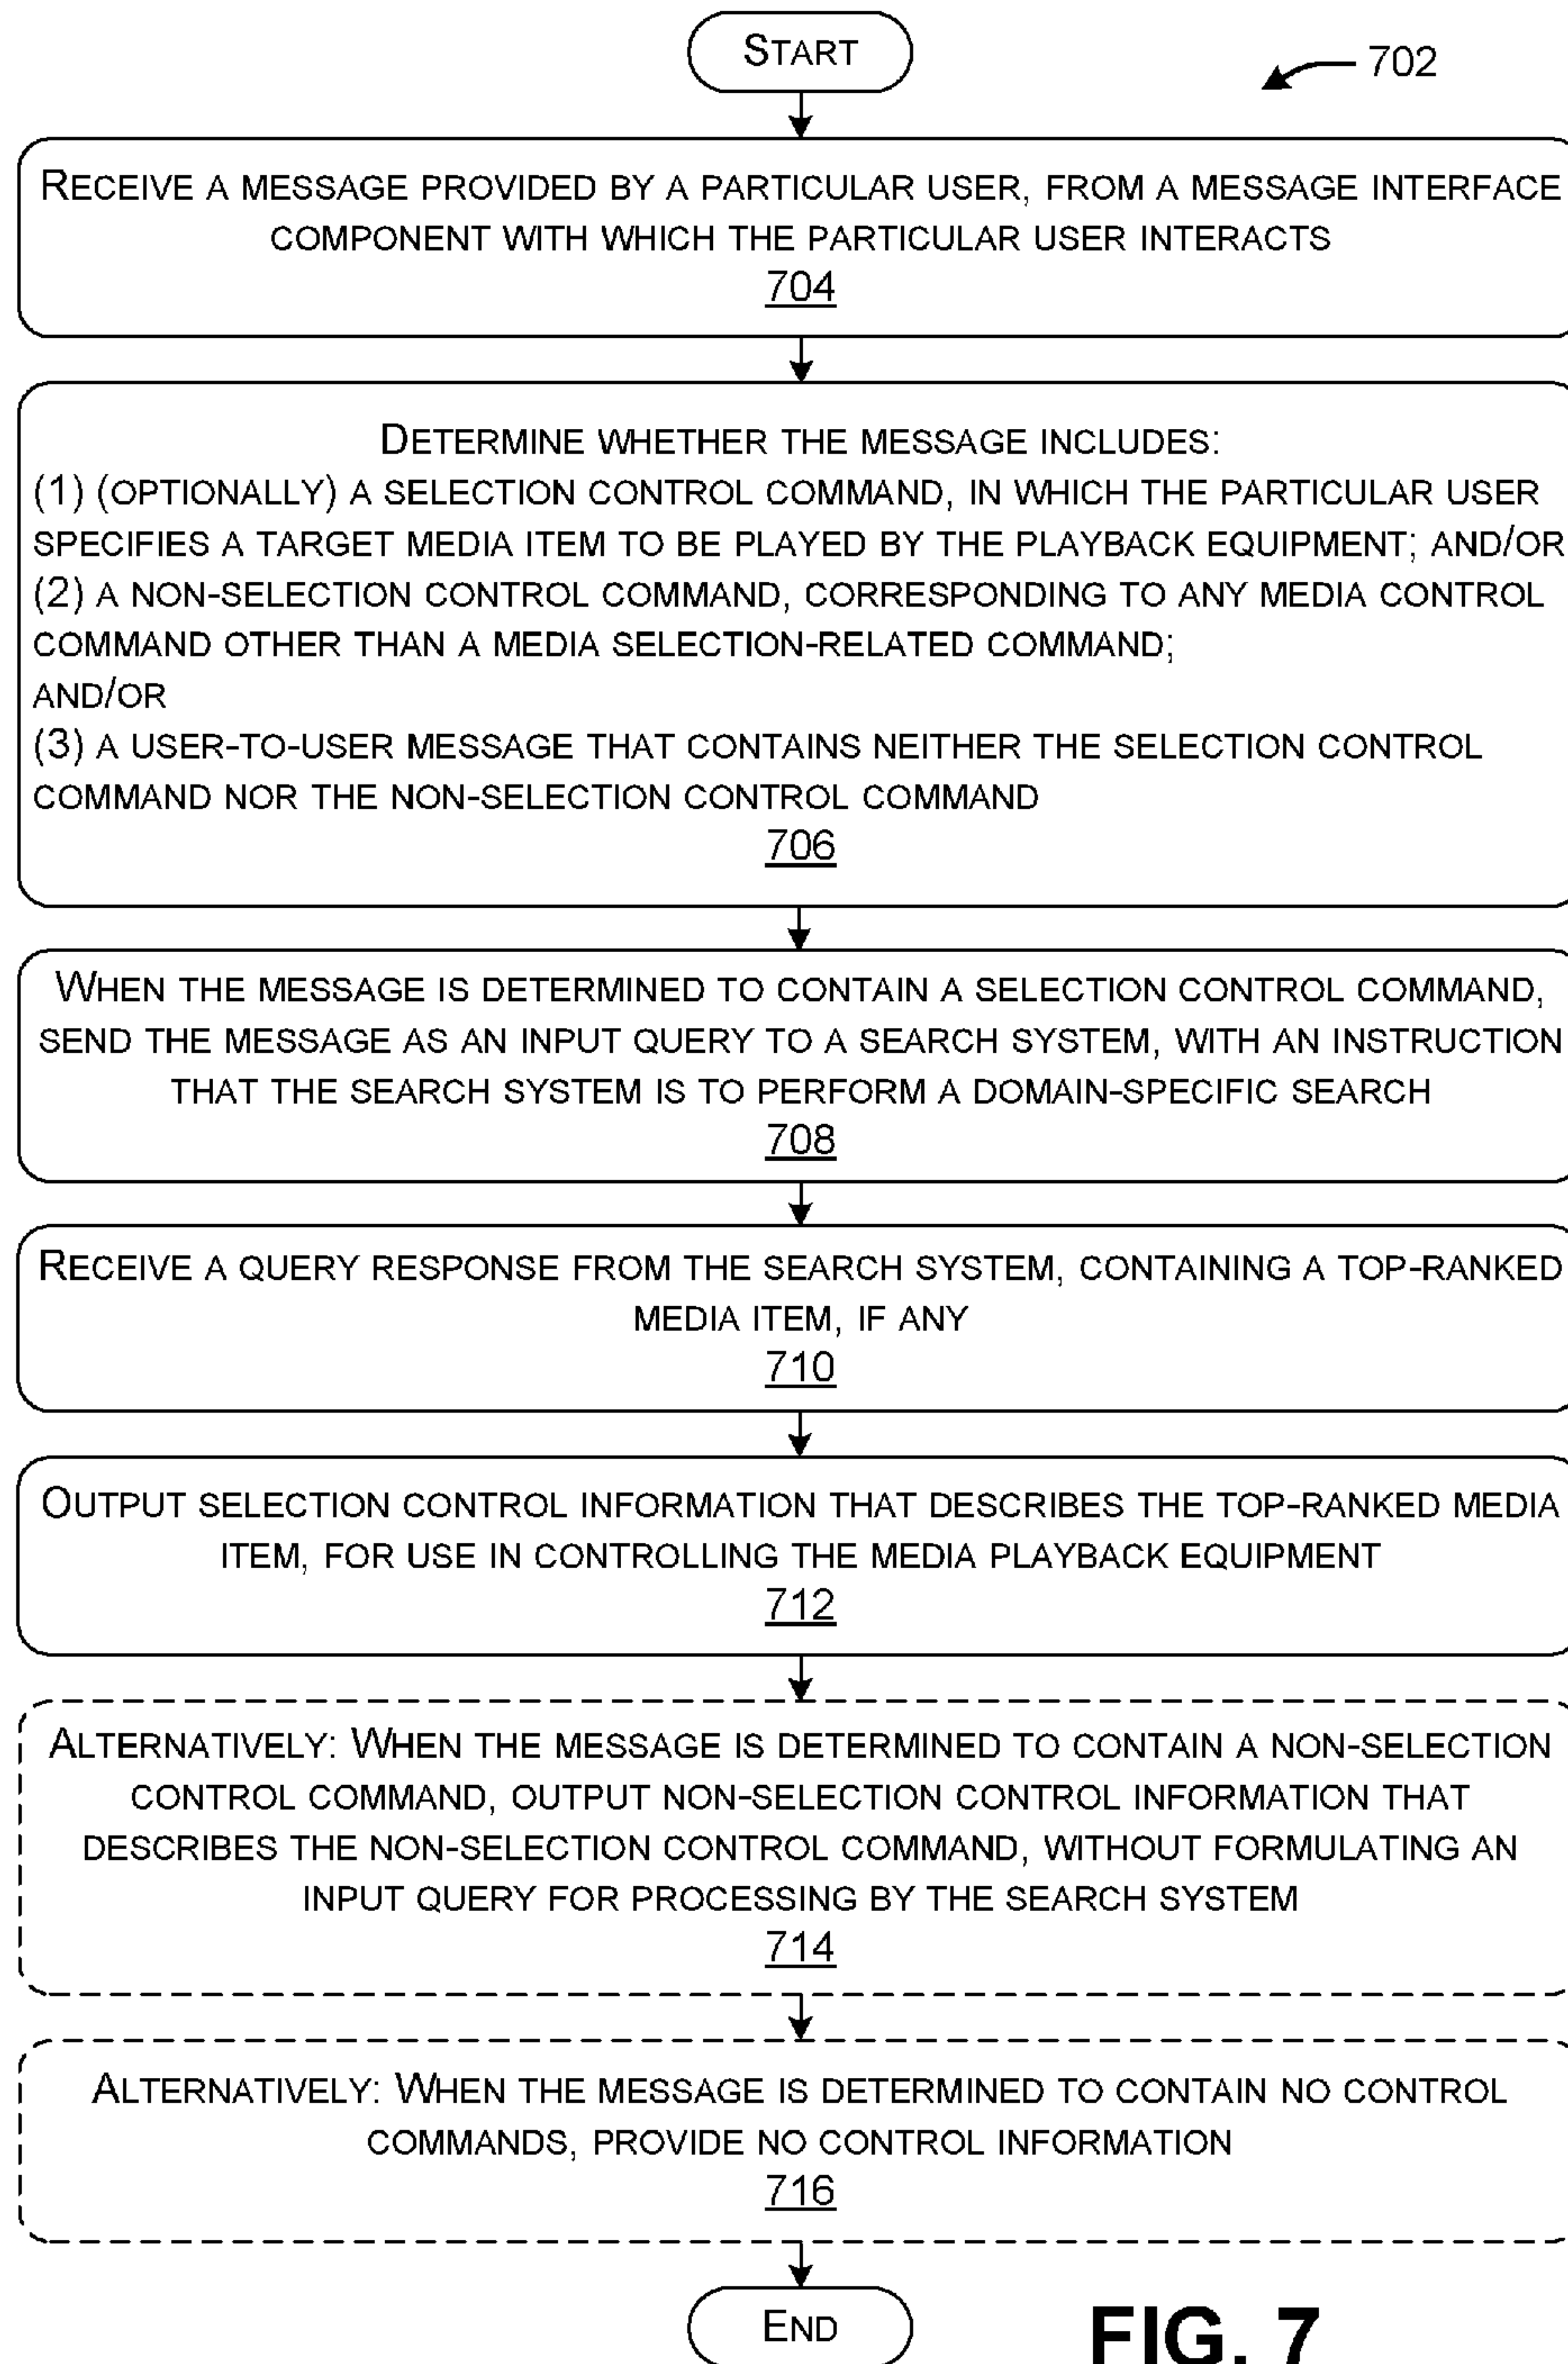 START
702
RECEIVE A MESSAGE PROVIDED BY A PARTICULAR USER, FROM A MESSAGE INTERFACE
COMPONENT WITH WHICH THE PARTICULAR USER INTERACTS
704
DETERMINE WHETHER THE MESSAGE INCLUDES:
(1) (OPTIONALLY) A SELECTION CONTROL COMMAND, IN WHICH THE PARTICULAR USER
SPECIFIES A TARGET MEDIA ITEM TO BE PLAYED BY THE PLAYBACK EQUIPMENT; AND/OR
(2) A NON-SELECTION CONTROL COMMAND, CORRESPONDING TO ANY MEDIA CONTROL
COMMAND OTHER THAN A MEDIA SELECTION-RELATED COMMAND;
AND/OR
(3) A USER-TO-USER MESSAGE THAT CONTAINS NEITHER THE SELECTION CONTROL
COMMAND NOR THE NON-SELECTION CONTROL COMMAND
706
WHEN THE MESSAGE IS DETERMINED TO CONTAIN A SELECTION CONTROL COMMAND,
SEND THE MESSAGE AS AN INPUT QUERY TO A SEARCH SYSTEM, WITH AN INSTRUCTION
THAT THE SEARCH SYSTEM IS TO PERFORM A DOMAIN-SPECIFIC SEARCH
708
RECEIVE A QUERY RESPONSE FROM THE SEARCH SYSTEM, CONTAINING A TOP-RANKED
MEDIA ITEM, IF ANY
710
OUTPUT SELECTION CONTROL INFORMATION THAT DESCRIBES THE TOP-RANKED MEDIA
ITEM, FOR USE IN CONTROLLING THE MEDIA PLAYBACK EQUIPMENT
712
ALTERNATIVELY: WHEN THE MESSAGE IS DETERMINED TO CONTAIN A NON-SELECTION
CONTROL COMMAND, OUTPUT NON-SELECTION CONTROL INFORMATION THAT
DESCRIBES THE NON-SELECTION CONTROL COMMAND, WITHOUT FORMULATING AN
INPUT QUERY FOR PROCESSING BY THE SEARCH SYSTEM
714
ALTERNATIVELY: WHEN THE MESSAGE IS DETERMINED TO CONTAIN NO CONTROL
COMMANDS, PROVIDE NO CONTROL INFORMATION
716
END
FIG. 7